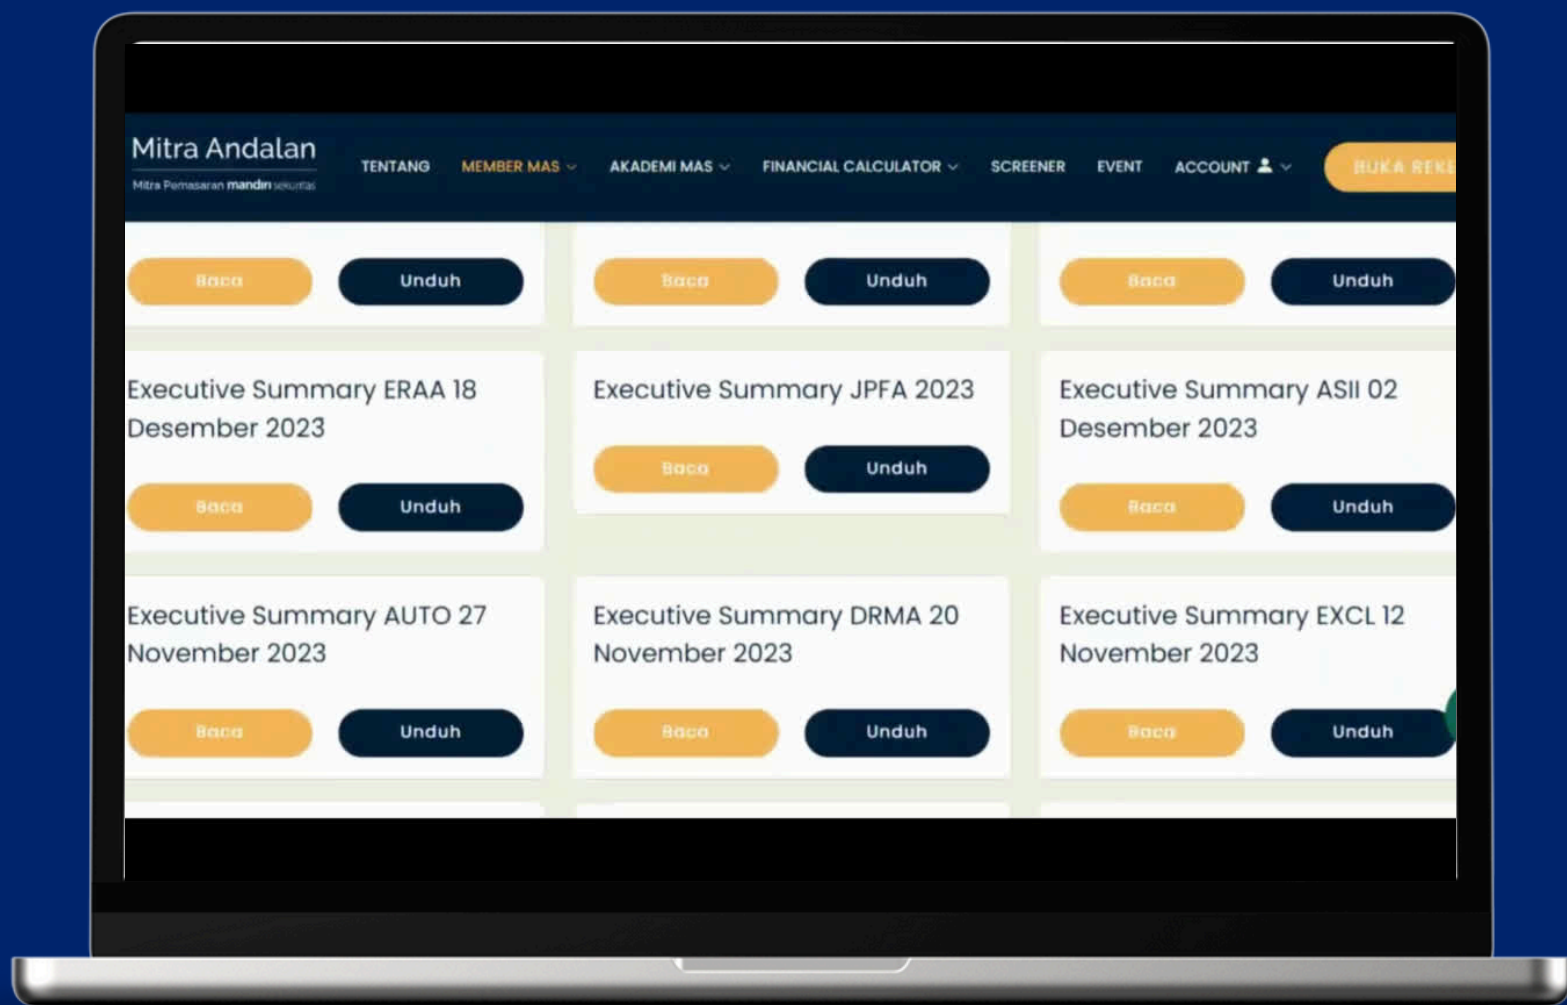 Mitra Andalan
Mitra Pemasaran mandiri sekuritas
TENTANG MEMBER MAS AKADEMI MAS FINANCIAL CALCULATOR SCREENER EVENT ACCOUNT BUKA REKE
Baca Unduh Baca Unduh Baca Unduh
Executive Summary ERAA 18
Desember 2023
Baca Unduh
Executive Summary JPFA 2023
Baca Unduh
Executive Summary ASII 02
Desember 2023
Baca Unduh
Executive Summary AUTO 27
November 2023
Baca Unduh
Executive Summary DRMA 20
November 2023
Baca Unduh
Executive Summary EXCL 12
November 2023
Baca Unduh